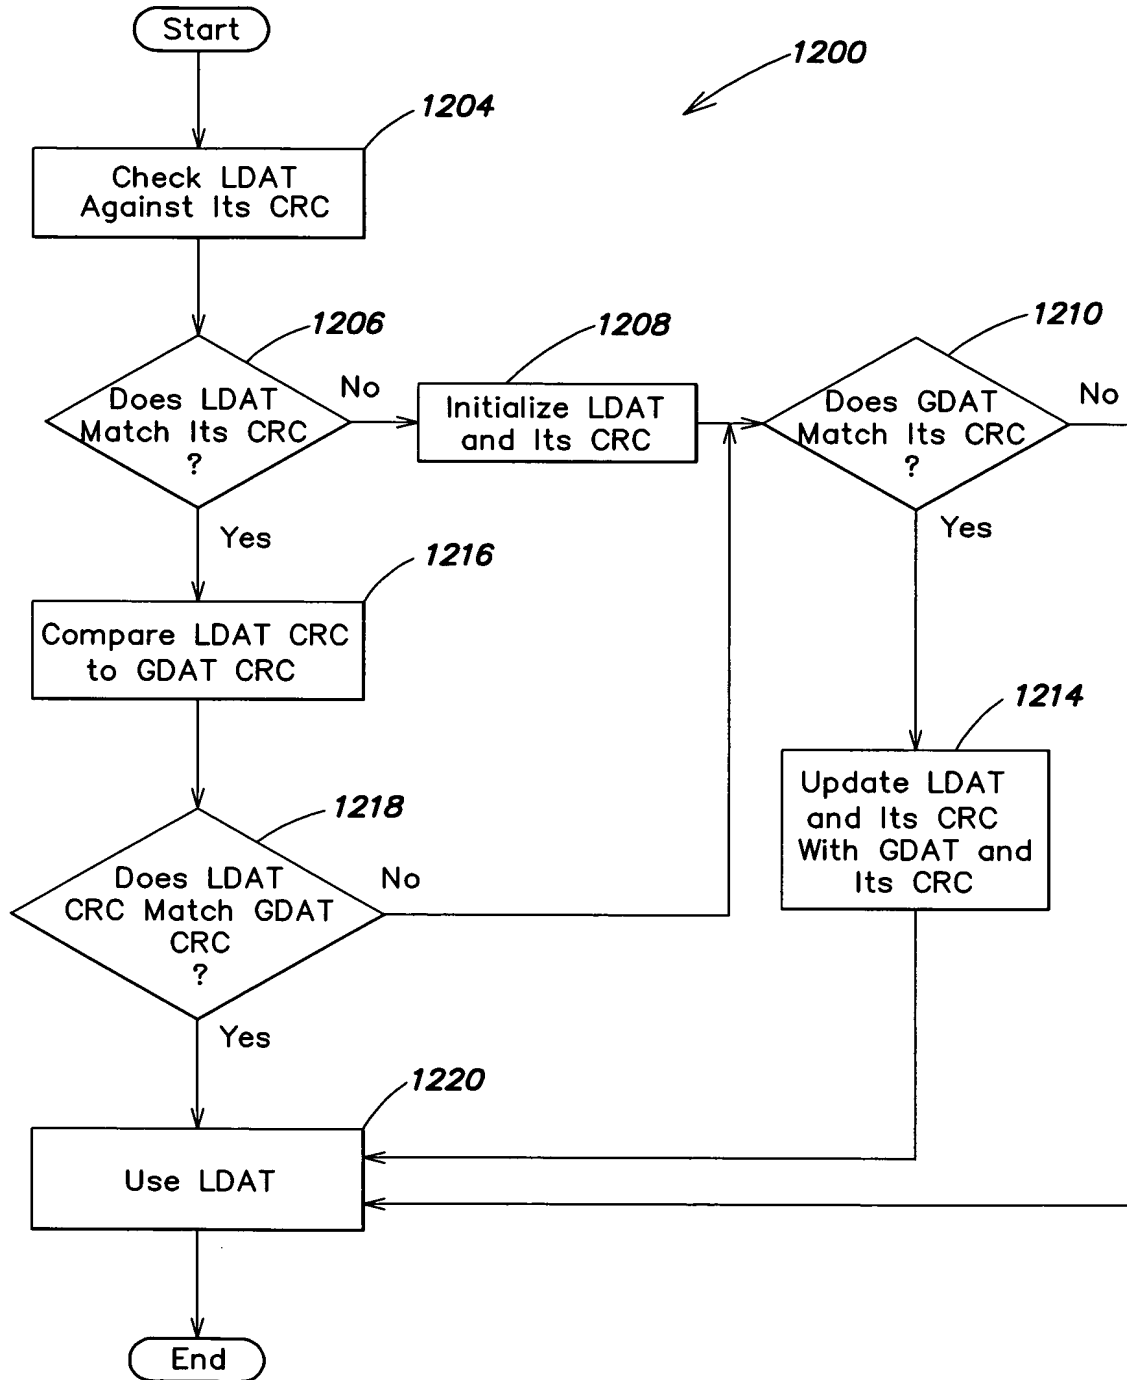 Start
1200
1204
Check LDAT
Against Its CRC
1206
Does LDAT
Match Its CRC
?
No
1208
Initialize LDAT
and Its CRC
1210
Does GDAT
Match Its CRC
?
No
Yes
Yes
1216
Compare LDAT CRC
to GDAT CRC
1214
Update LDAT
and Its CRC
With GDAT and
Its CRC
1218
Does LDAT
CRC Match GDAT
CRC
?
No
Yes
1220
Use LDAT
End